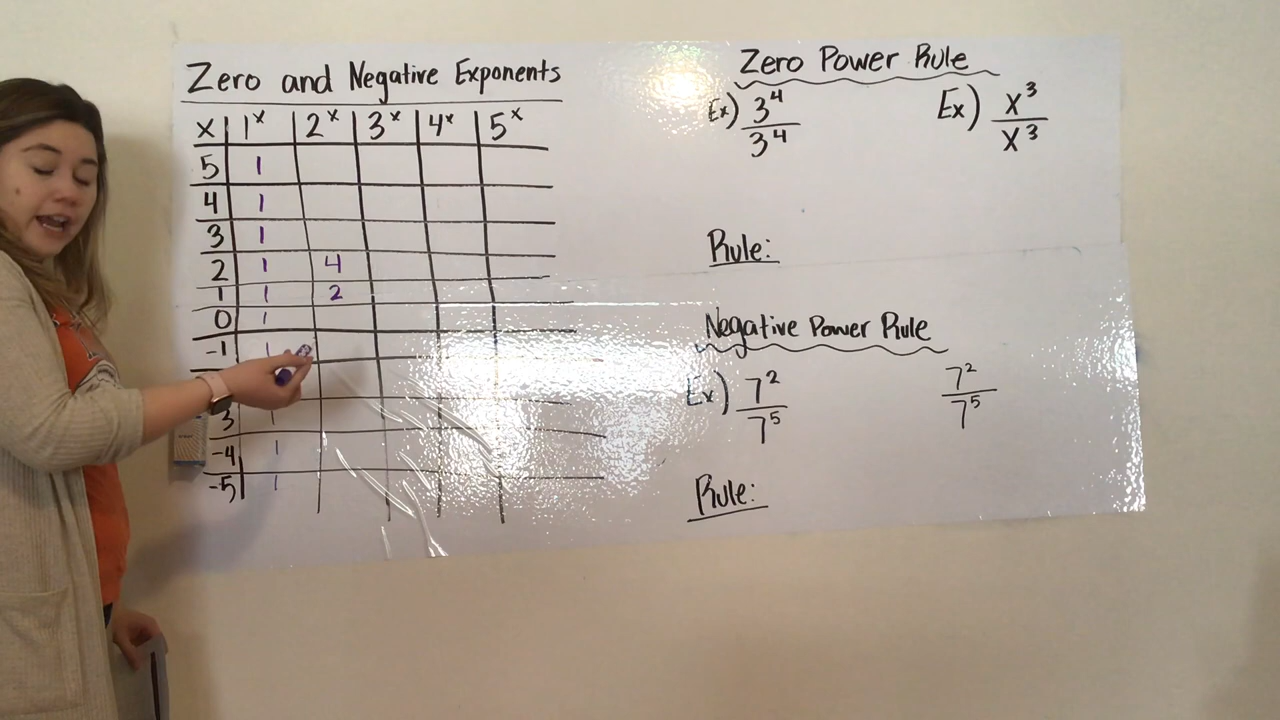 Zero and Negative Exponents
x 1^x 2^x 3^x 4^x 5^x
5 1
4 1
3 1
2 1 4
1 1 2
0 1
-1 1
3 1
-4 1
-5 1
Zero Power Rule
Ex) 3^4/3^4 Ex) x^3/x^3
Rule:
Negative Power Rule
Ex) 7^2/7^5 7^2/7^5
Rule: